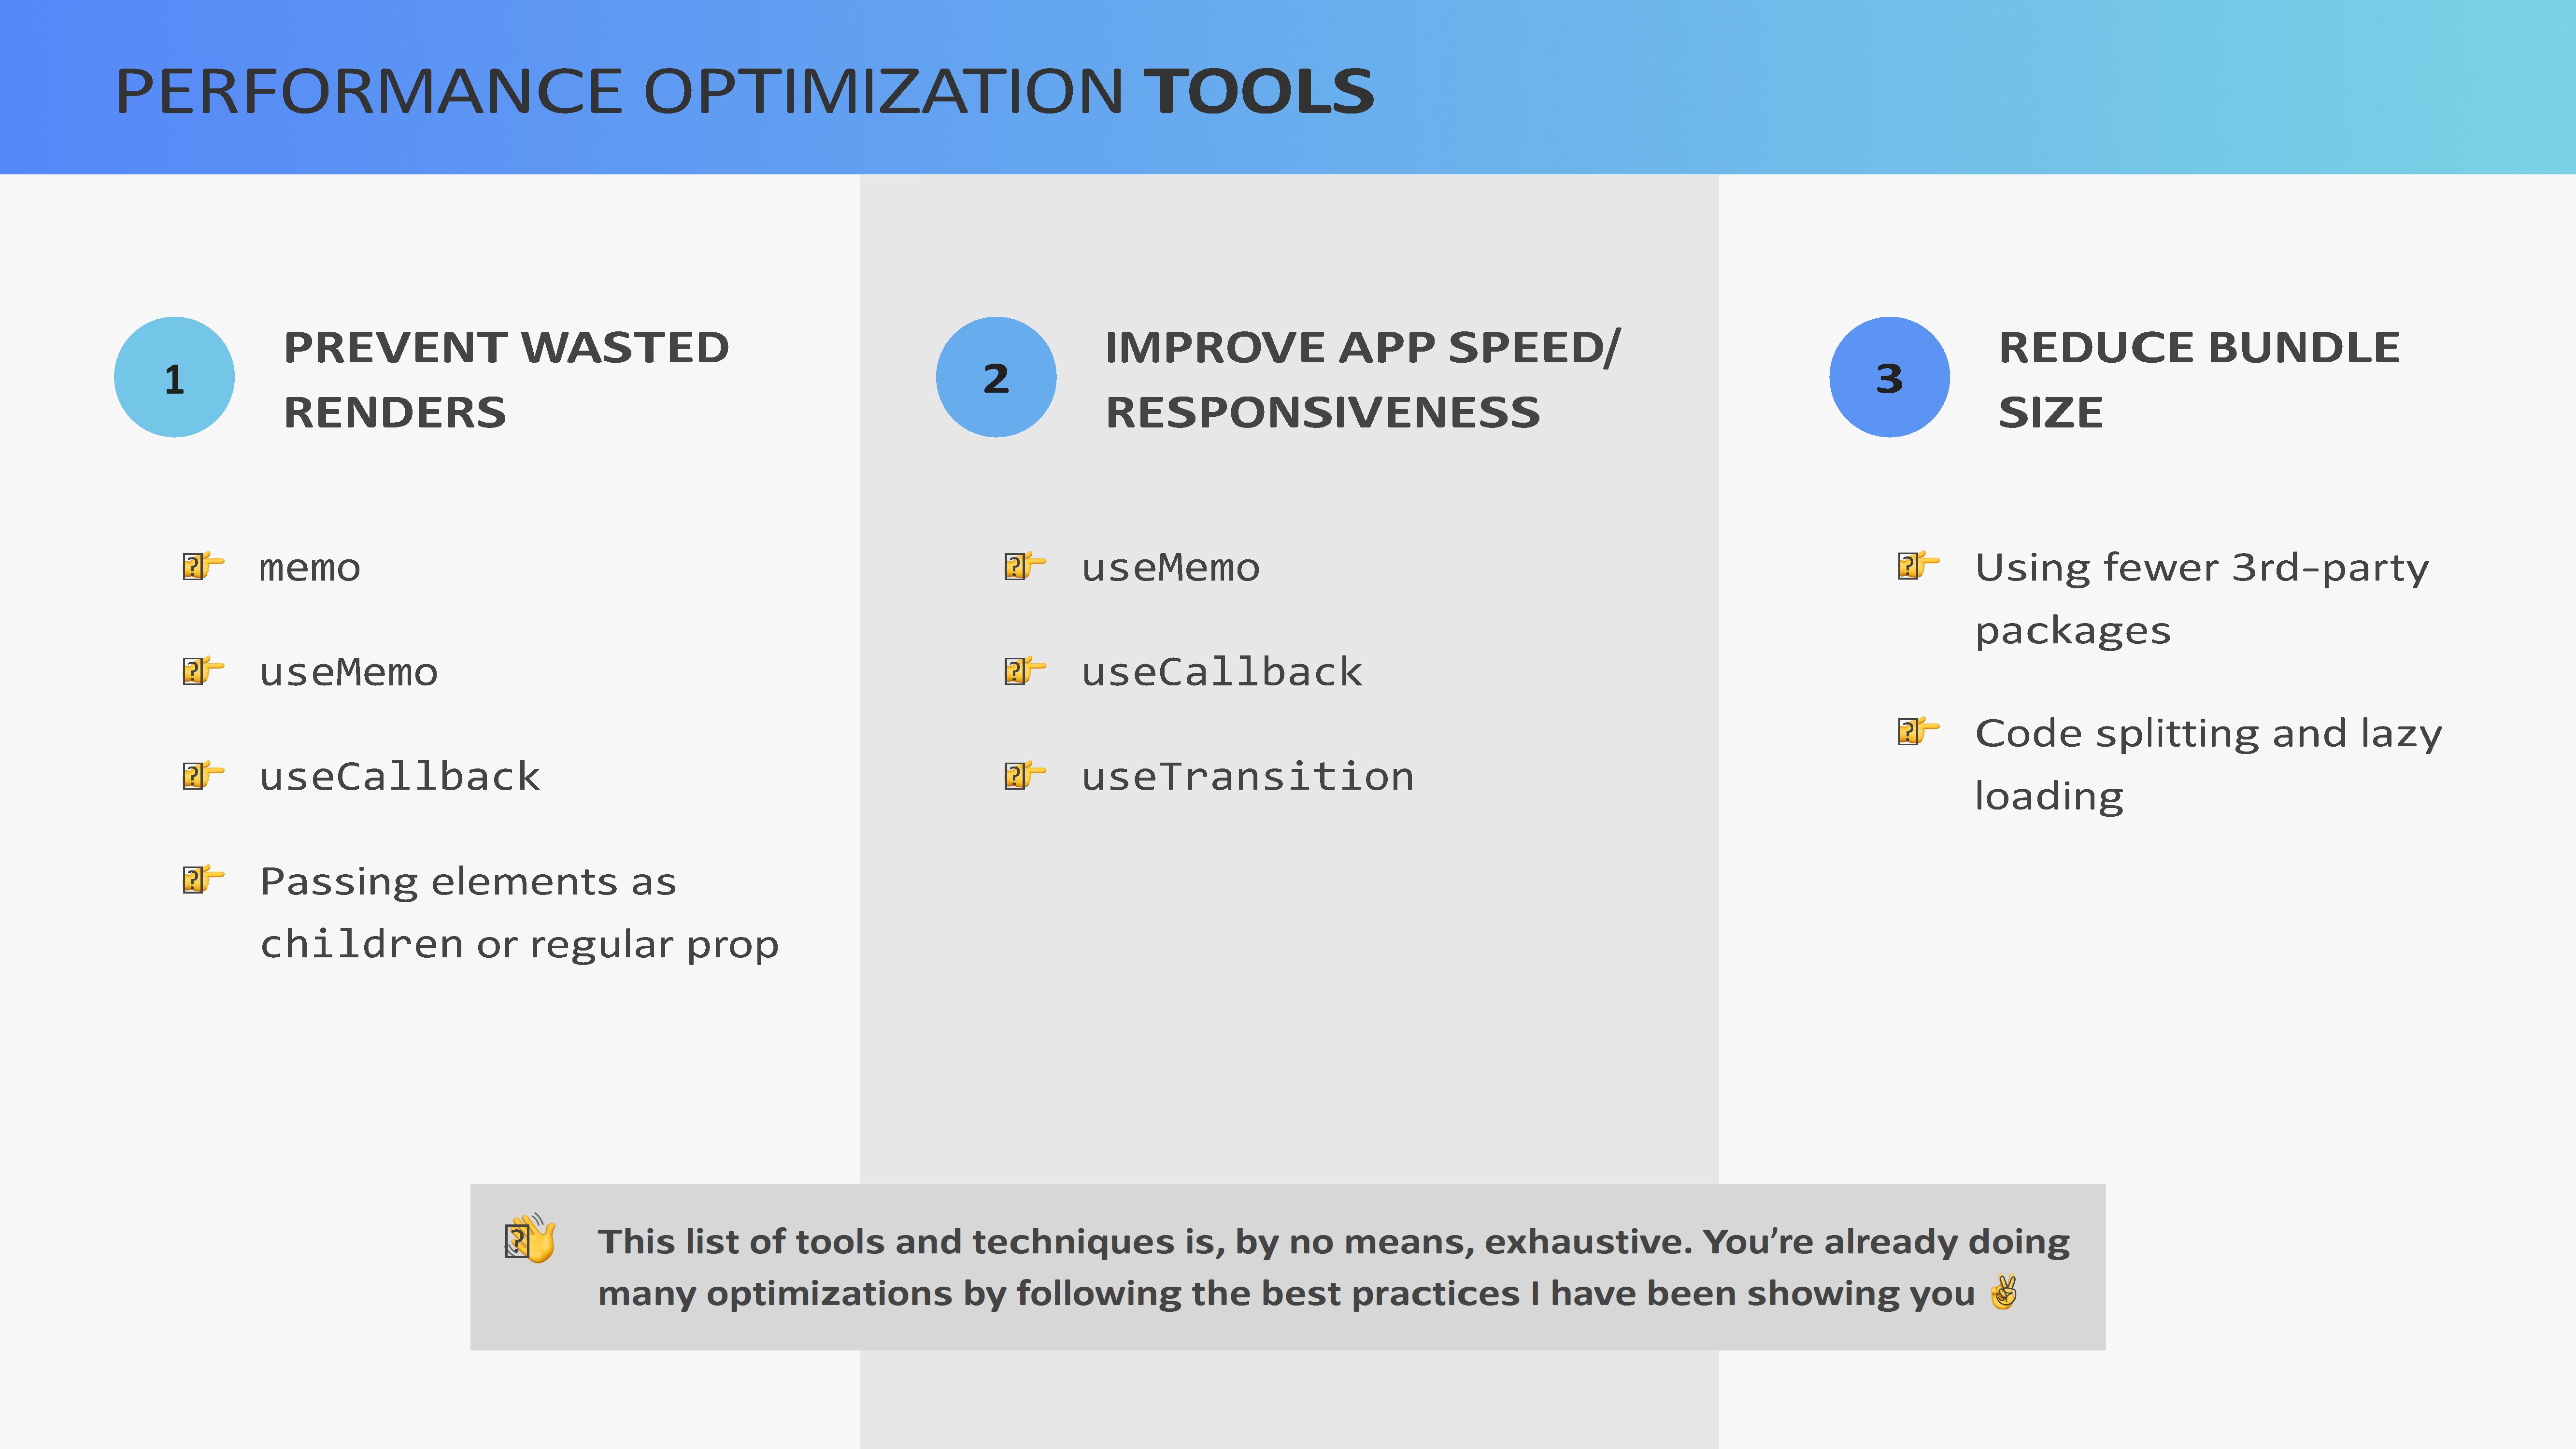 PERFORMANCE OPTIMIZATION TOOLS
1
PREVENT WASTED
RENDERS
👉 memo
👉 useMemo
👉 useCallback
👉 Passing elements as
children or regular prop
2
IMPROVE APP SPEED/
RESPONSIVENESS
👉 useMemo
👉 useCallback
👉 useTransition
3
REDUCE BUNDLE
SIZE
👉 Using fewer 3rd-party
packages
👉 Code splitting and lazy
loading
👋 This list of tools and techniques is, by no means, exhaustive. You’re already doing
many optimizations by following the best practices I have been showing you ✌